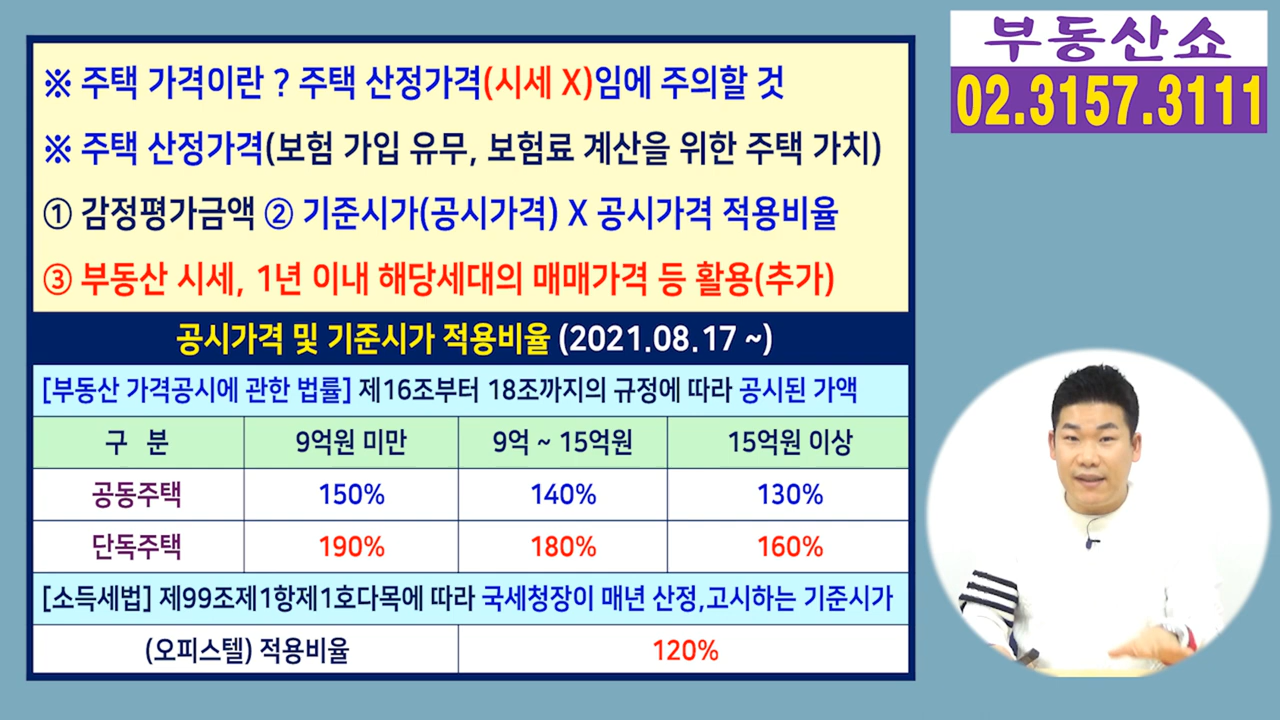 ※ 주택 가격이란 ? 주택 산정가격(시세 X)임에 주의할 것
※ 주택 산정가격(보험 가입 유무, 보험료 계산을 위한 주택 가치)
① 감정평가금액 ② 기준시가(공시가격) X 공시가격 적용비율
③ 부동산 시세, 1년 이내 해당세대의 매매가격 등 활용(추가)
공시가격 및 기준시가 적용비율 (2021.08.17 ~)
[부동산 가격공시에 관한 법률] 제16조부터 18조까지의 규정에 따라 공시된 가액
구 분 9억원 미만 9억 ~ 15억원 15억원 이상
공동주택 150% 140% 130%
단독주택 190% 180% 160%
[소득세법] 제99조제1항제1호다목에 따라 국세청장이 매년 산정,고시하는 기준시가
(오피스텔) 적용비율 120%
부동산쇼
02.3157.3111